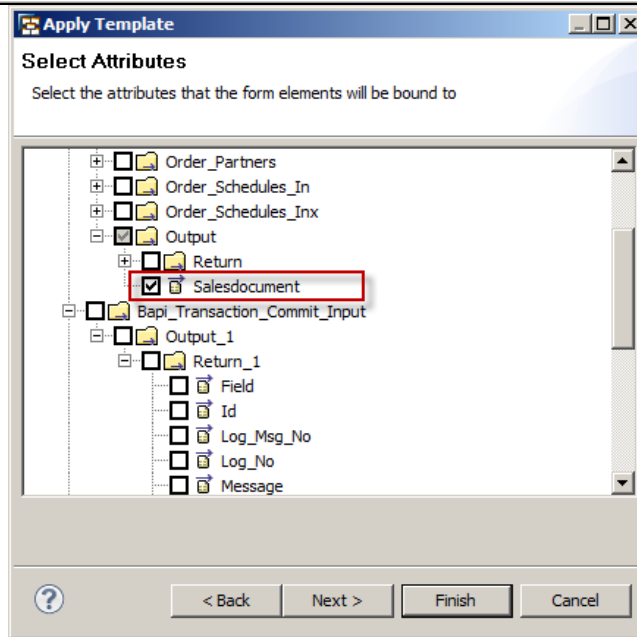 Apply Template
Select Attributes
Select the attributes that the form elements will be bound to
Order_Partners
Order_Schedules_In
Order_Schedules_Inx
Output
Return
Salesdocument
Bapi_Transaction_Commit_Input
Output_1
Return_1
Field
Id
Log_Msg_No
Log_No
Message
?
< Back
Next >
Finish
Cancel